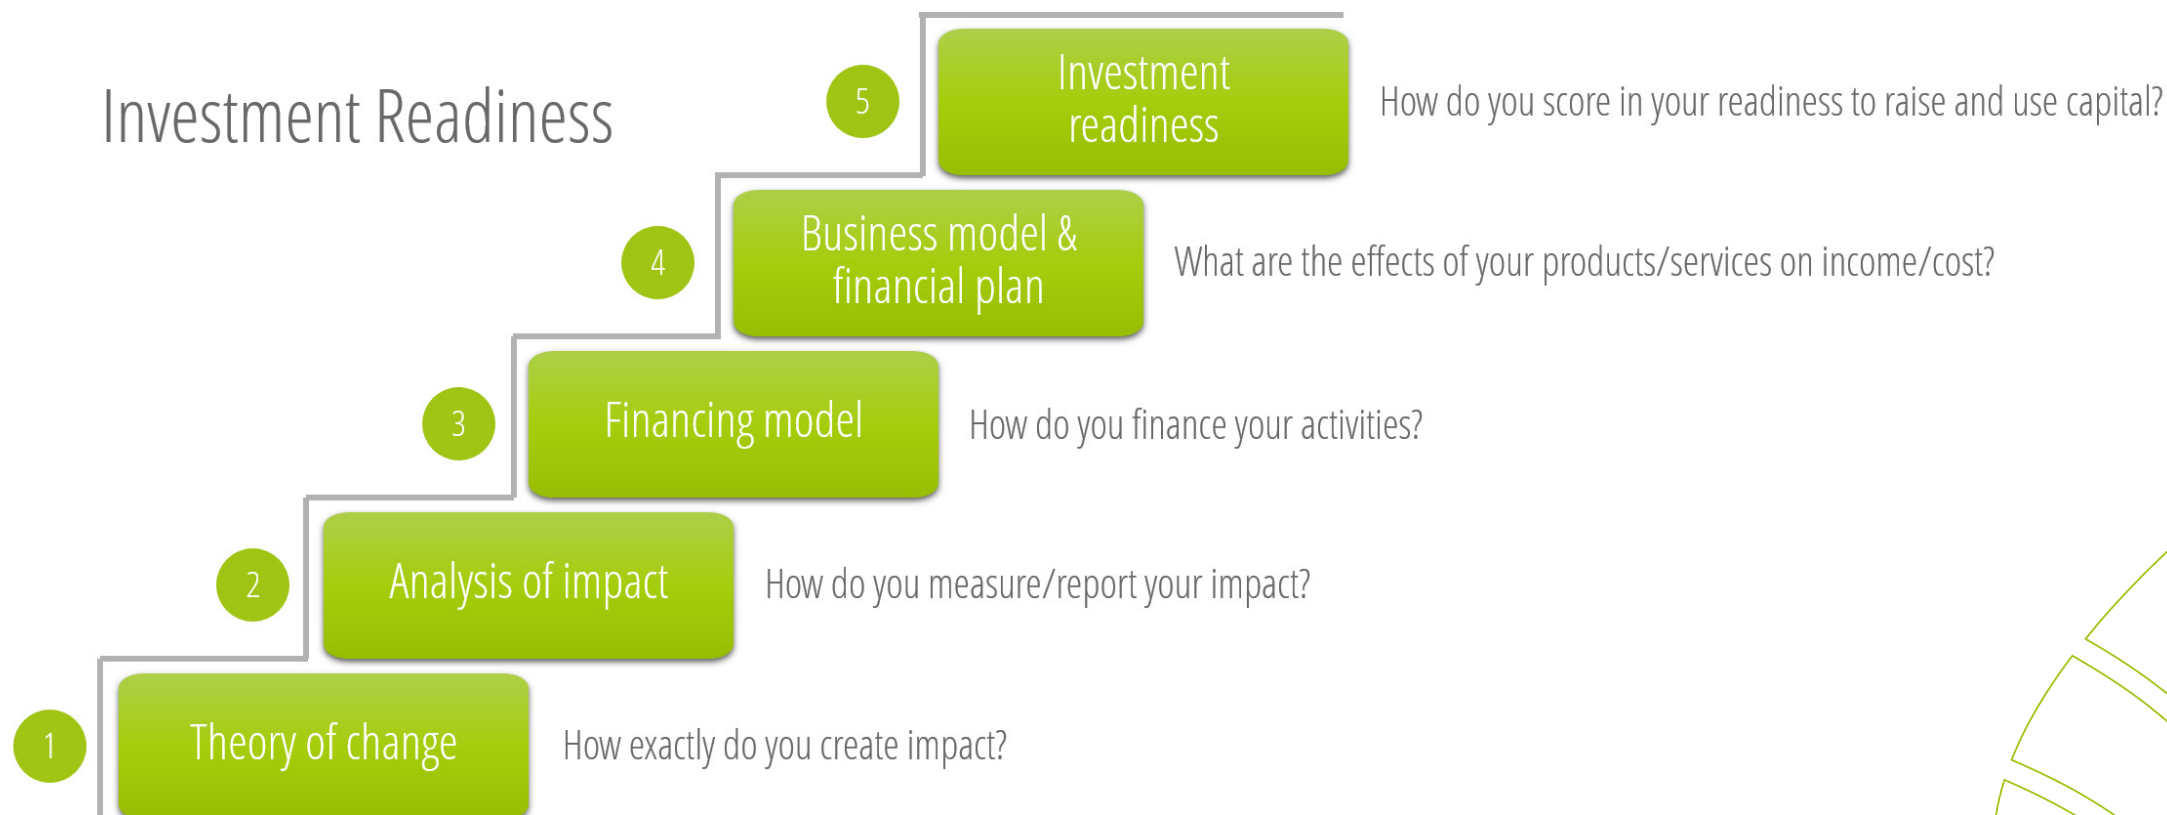 Investment Readiness
5
Investment
readiness
How do you score in your readiness to raise and use capital?
4
Business model &
financial plan
What are the effects of your products/services on income/cost?
3
Financing model
How do you finance your activities?
2
Analysis of impact
How do you measure/report your impact?
1
Theory of change
How exactly do you create impact?